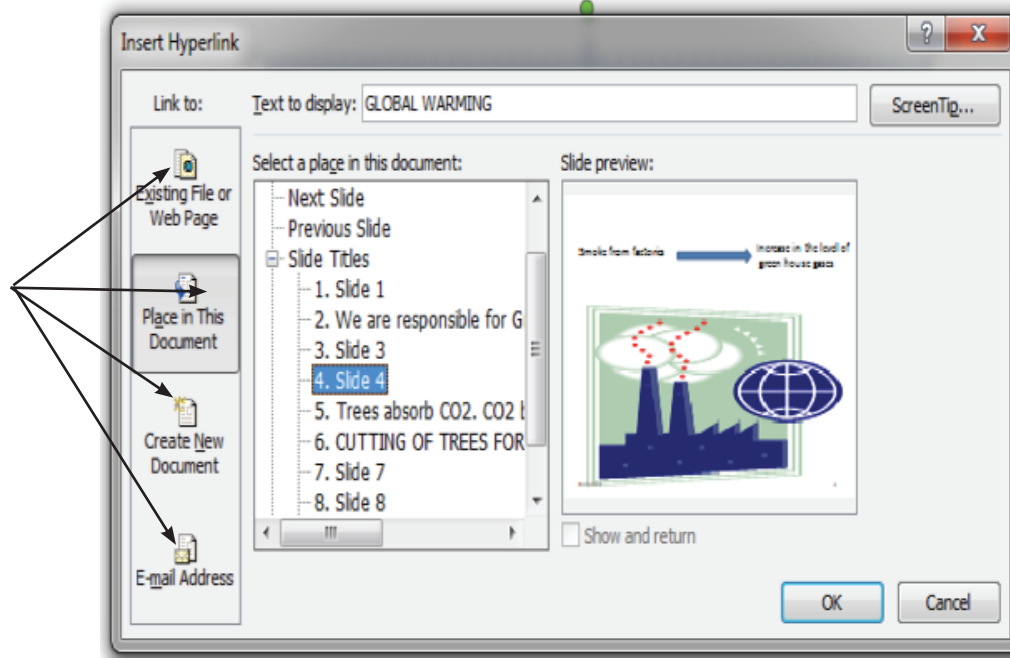 Insert Hyperlink
?
X
Link to:
Text to display: GLOBAL WARMING
ScreenTip...
Existing File or
Web Page
Place in This
Document
Create New
Document
E-mail Address
Select a place in this document:
Next Slide
Previous Slide
Slide Titles
1. Slide 1
2. We are responsible for G
3. Slide 3
4. Slide 4
5. Trees absorb CO2. CO2 b
6. CUTTING OF TREES FOR
7. Slide 7
8. Slide 8
Slide preview:
Smoke from factories
Increase in the level of
green house gases
Show and return
OK
Cancel